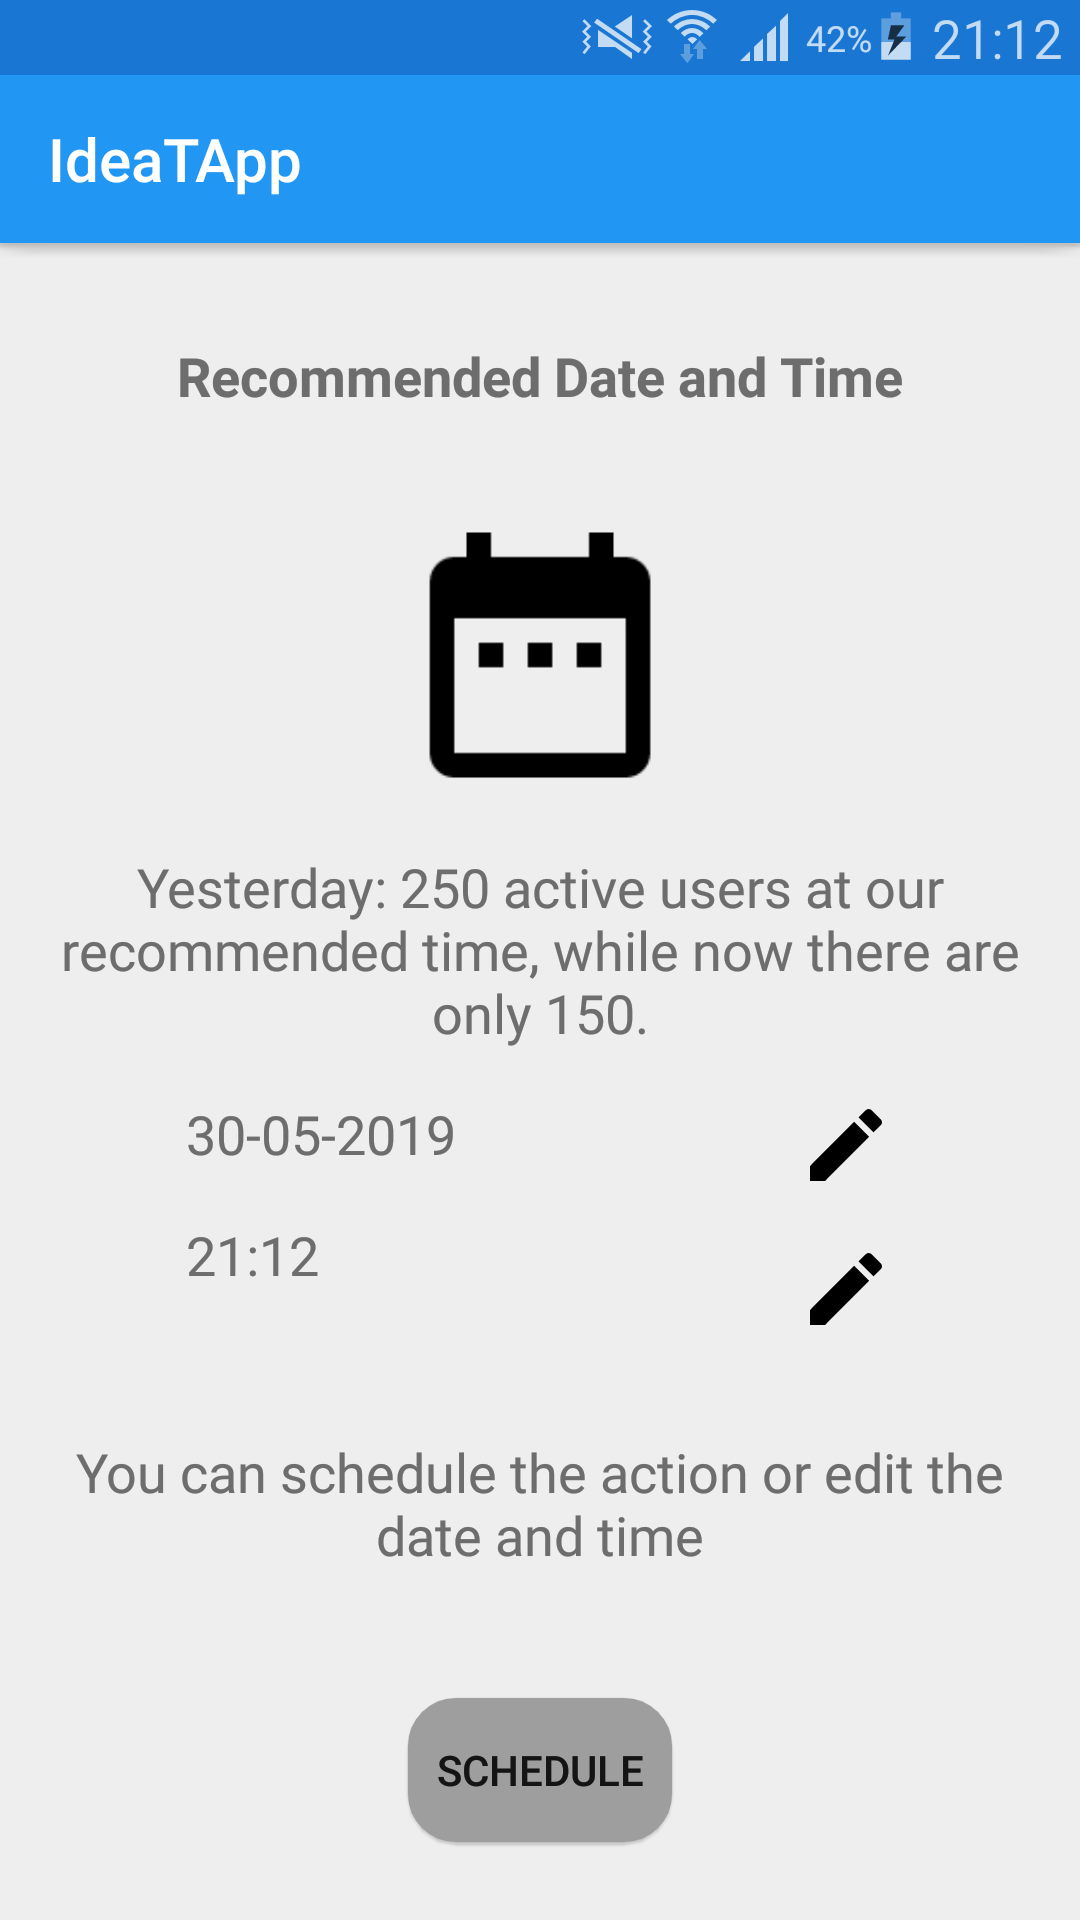 42% 21:12
IdeaTApp
Recommended Date and Time
Yesterday: 250 active users at our
recommended time, while now there are
only 150.
30-05-2019
21:12
You can schedule the action or edit the
date and time
SCHEDULE